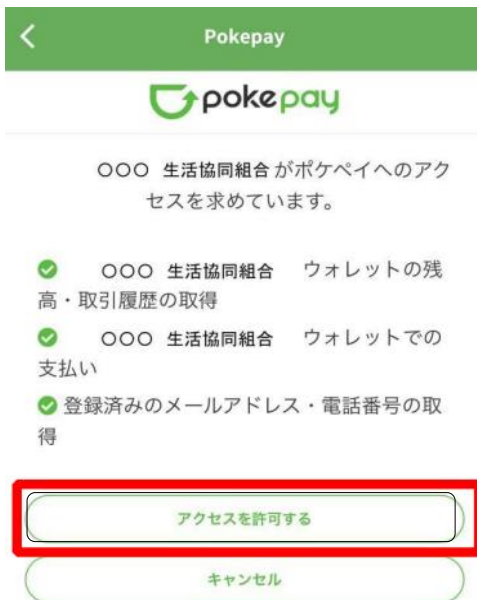 Pokepay
pokepay
○○○ 生活協同組合がポケペイへのアク
セスを求めています。
○○○ 生活協同組合 ウォレットの残
高・取引履歴の取得
○○○ 生活協同組合 ウォレットでの
支払い
登録済みのメールアドレス・電話番号の取
得
アクセスを許可する
キャンセル